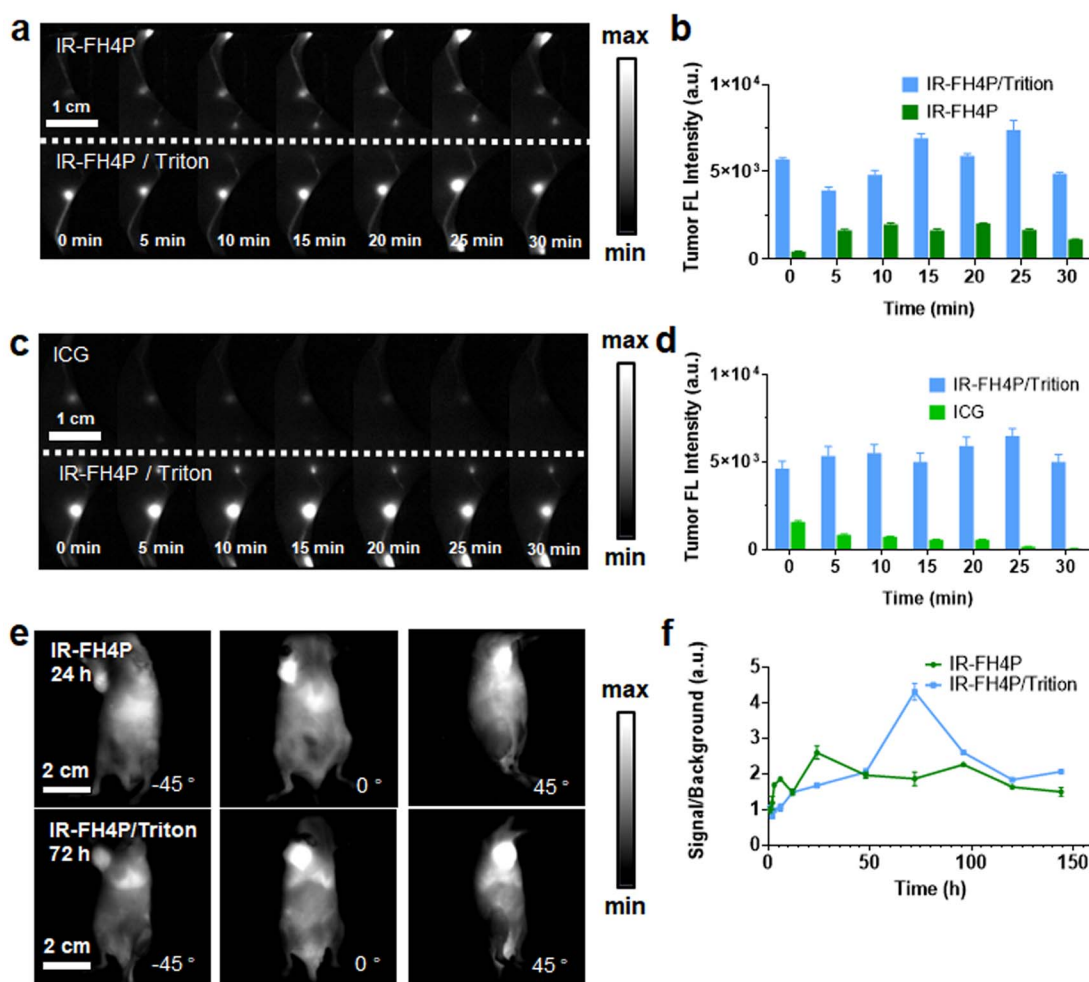 a
IR-FH4P
1 cm
IR-FH4P / Triton
0 min 5 min 10 min 15 min 20 min 25 min 30 min
max
min
b
IR-FH4P/Trition
IR-FH4P
Tumor FL Intensity (a.u.)
1×10⁴
5×10³
0
0 5 10 15 20 25 30
Time (min)
c
ICG
1 cm
IR-FH4P / Triton
0 min 5 min 10 min 15 min 20 min 25 min 30 min
max
min
d
IR-FH4P/Trition
ICG
Tumor FL Intensity (a.u.)
1×10⁴
5×10³
0
0 5 10 15 20 25 30
Time (min)
e
IR-FH4P
24 h
2 cm
-45 °
0 °
45 °
IR-FH4P/Triton
72 h
2 cm
-45 °
0 °
45 °
max
min
f
IR-FH4P
IR-FH4P/Trition
Signal/Background (a.u.)
5
4
3
2
1
0
0 50 100 150
Time (h)